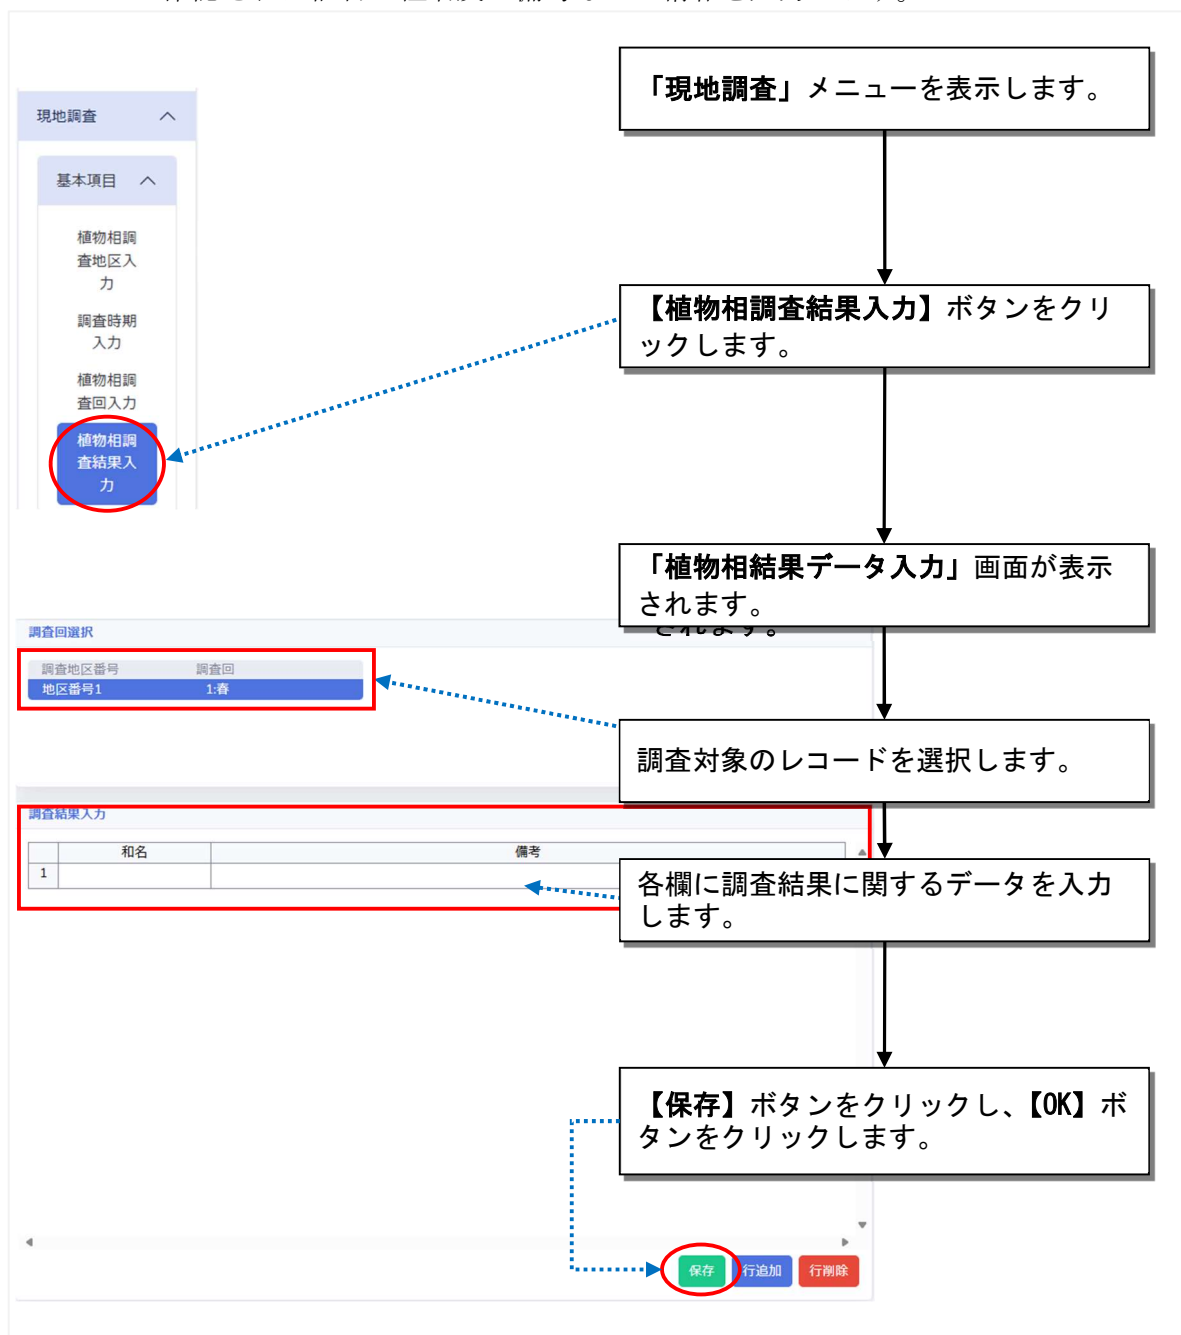 「現地調査」メニューを表示します。
現地調査
基本項目
植物相調
査地区入
力
調査時期
入力
植物相調
査回入力
植物相調
査結果入
力
【植物相調査結果入力】ボタンをクリ
ックします。
「植物相結果データ入力」画面が表示
されます。
調査回選択
調査地区番号 調査回
地区番号1 1:春
調査対象のレコードを選択します。
調査結果入力
和名 備考
1
各欄に調査結果に関するデータを入力
します。
【保存】ボタンをクリックし、【OK】ボ
タンをクリックします。
保存 行追加 行削除